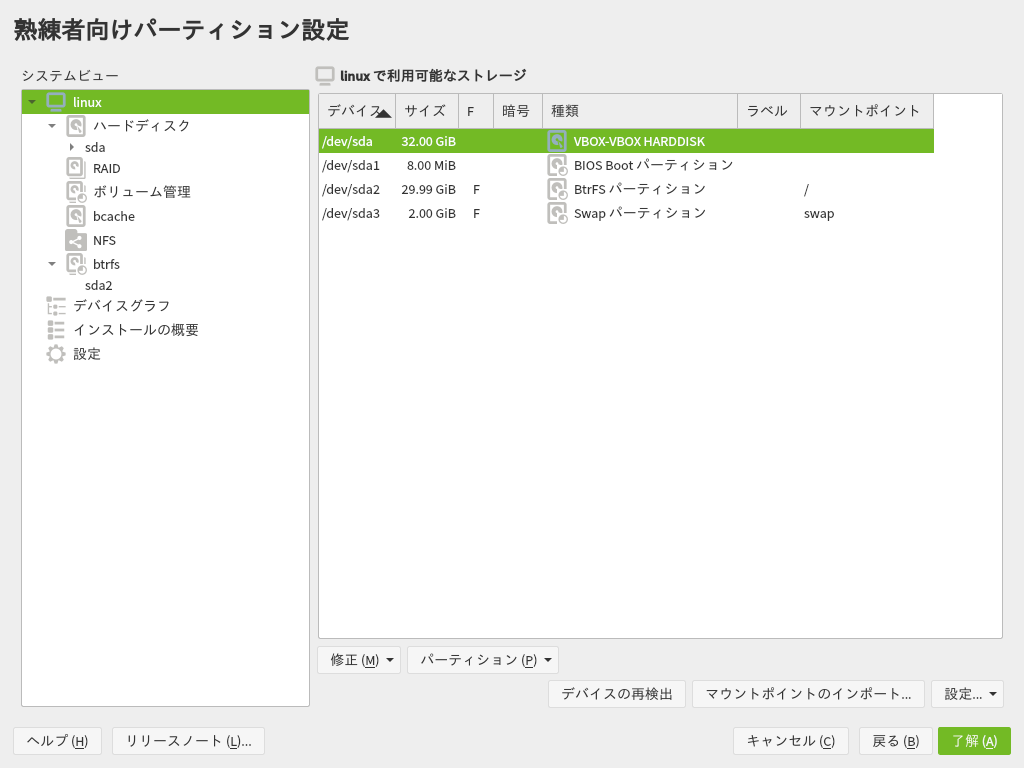 熟練者向けパーティション設定
システムビュー
linux
ハードディスク
sda
RAID
ボリューム管理
bcache
NFS
btrfs
sda2
デバイスグラフ
インストールの概要
設定
linux で利用可能なストレージ
デバイス サイズ F 暗号 種類 ラベル マウントポイント
/dev/sda 32.00 GiB VBOX-VBOX HARDDISK
/dev/sda1 8.00 MiB BIOS Boot パーティション
/dev/sda2 29.99 GiB F BtrFS パーティション /
/dev/sda3 2.00 GiB F Swap パーティション swap
修正 (M) パーティション (P)
デバイスの再検出 マウントポイントのインポート... 設定...
ヘルプ (H) リリースノート (L)... キャンセル (C) 戻る (B) 了解 (A)